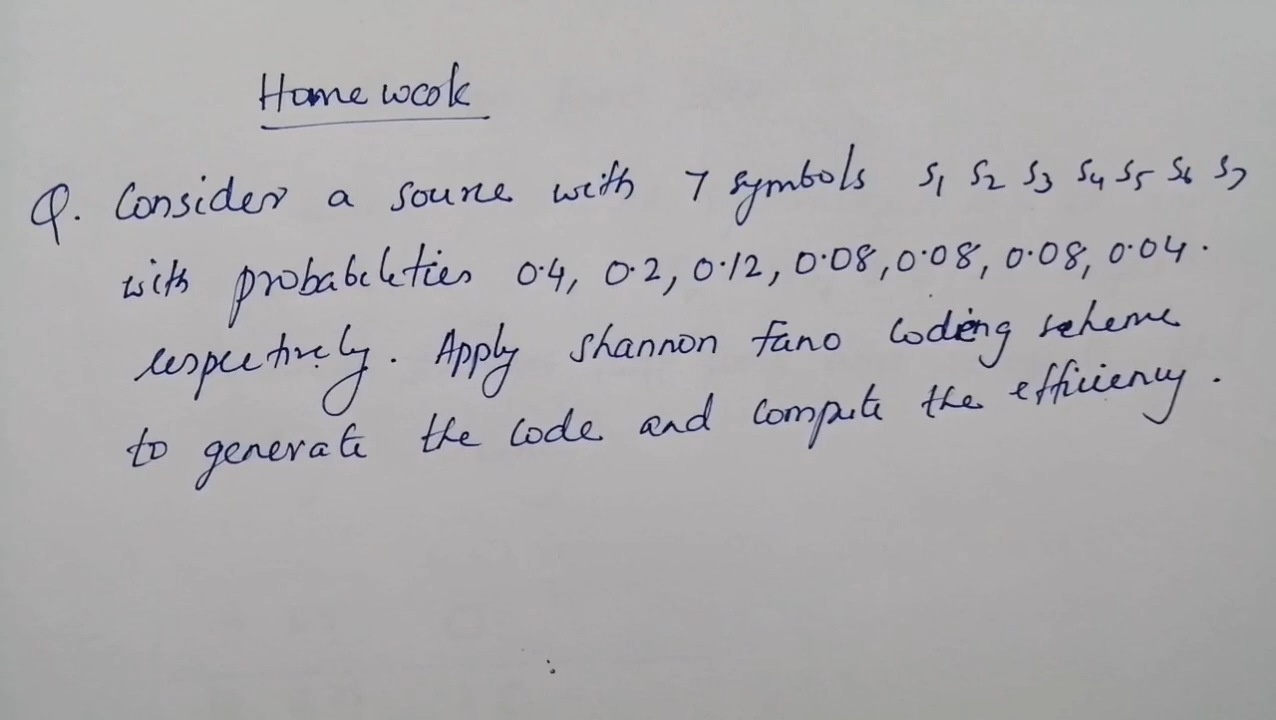 Home work
Q. Consider a source with 7 symbols S1 S2 S3 S4 S5 S6 S7
with probabilities 0.4, 0.2, 0.12, 0.08, 0.08, 0.08, 0.04.
respectively. Apply Shannon Fano Coding scheme
to generate the code and compute the efficiency.